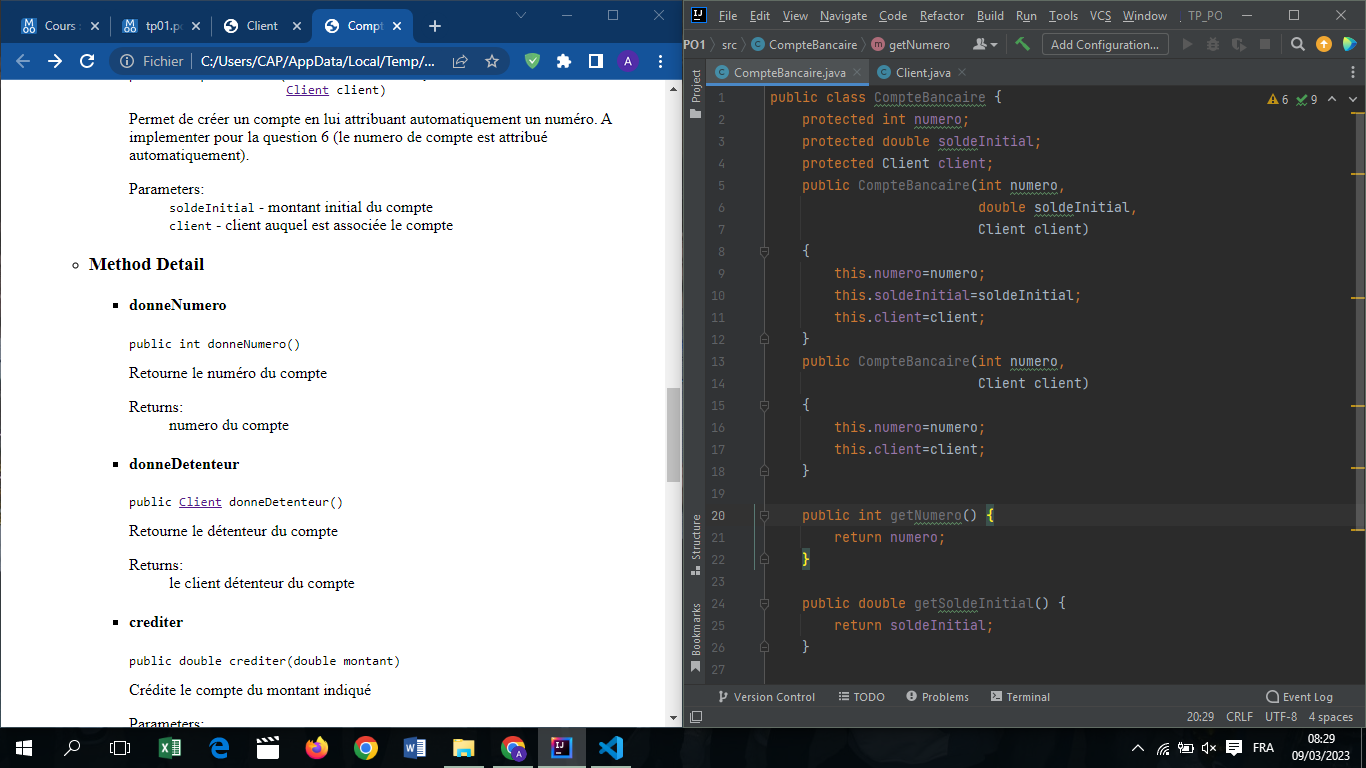 Cours :
tp01.po
Client
Compt
Fichier
C:/Users/CAP/AppData/Local/Temp/...
A
Client client)
Permet de créer un compte en lui attribuant automatiquement un numéro. A
implementer pour la question 6 (le numero de compte est attribué
automatiquement).
Parameters:
soldeInitial - montant initial du compte
client - client auquel est associée le compte
Method Detail
donneNumero
public int donneNumero()
Retourne le numéro du compte
Returns:
numero du compte
donneDetenteur
public Client donneDetenteur()
Retourne le détenteur du compte
Returns:
le client détenteur du compte
crediter
public double crediter(double montant)
Crédite le compte du montant indiqué
Parameters:
File Edit View Navigate Code Refactor Build Run Tools VCS Window TP_PO
PO1 src CompteBancaire getNumero Add Configuration...
CompteBancaire.java Client.java
Project
Structure
Bookmarks
6 9
1 public class CompteBancaire {
2 protected int numero;
3 protected double soldeInitial;
4 protected Client client;
5 public CompteBancaire(int numero,
6 double soldeInitial,
7 Client client)
8 {
9 this.numero=numero;
10 this.soldeInitial=soldeInitial;
11 this.client=client;
12 }
13 public CompteBancaire(int numero,
14 Client client)
15 {
16 this.numero=numero;
17 this.client=client;
18 }
19
20 public int getNumero() {
21 return numero;
22 }
23
24 public double getSoldeInitial() {
25 return soldeInitial;
26 }
27
Version Control TODO Problems Terminal Event Log
20:29 CRLF UTF-8 4 spaces
FRA
08:29
09/03/2023